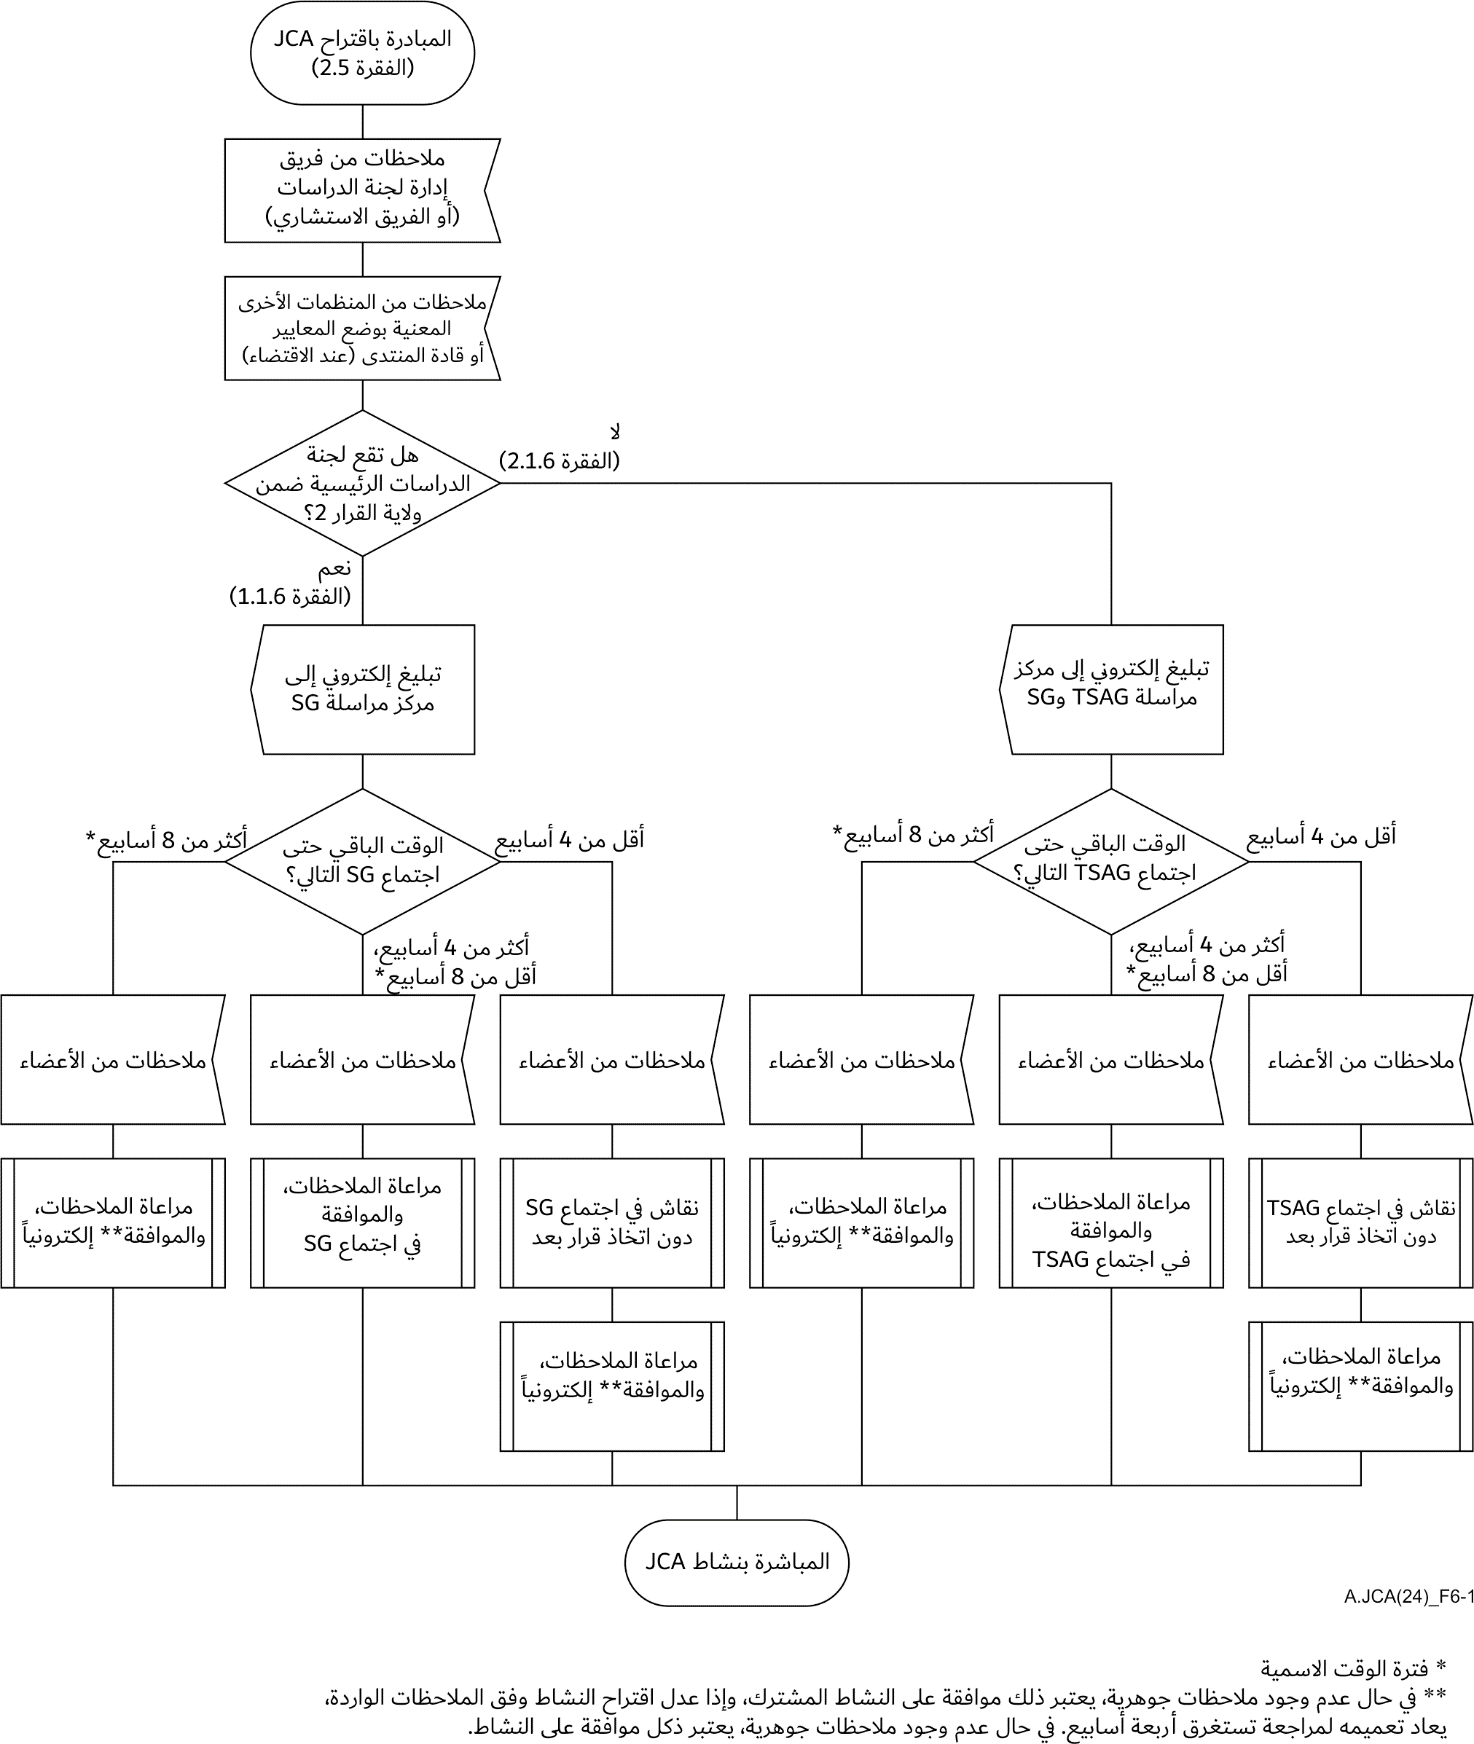 المبادرة باقتراح JCA
(الفقرة 2.5)
ملاحظات من فريق
إدارة لجنة الدراسات
(أو الفريق الاستشاري)
ملاحظات من المنظمات الأخرى
المعنية بوضع المعايير
أو قادة المنتدى (عند الاقتضاء)
هل تقع لجنة
الدراسات الرئيسية ضمن
ولاية القرار 2؟
لا
(الفقرة 2.1.6)
نعم
(الفقرة 1.1.6)
تبليغ إلكتروني إلى مركز
مراسلة TSAG وSG
تبليغ إلكتروني إلى
مركز مراسلة SG
أقل من 4 أسابيع
الوقت الباقي حتى
اجتماع TSAG التالي؟
أكثر من 8 أسابيع*
أكثر من 4 أسابيع،
أقل من 8 أسابيع*
أقل من 4 أسابيع
الوقت الباقي حتى
اجتماع SG التالي؟
أكثر من 8 أسابيع*
أكثر من 4 أسابيع،
أقل من 8 أسابيع*
ملاحظات من الأعضاء
ملاحظات من الأعضاء
ملاحظات من الأعضاء
ملاحظات من الأعضاء
ملاحظات من الأعضاء
ملاحظات من الأعضاء
نقاش في اجتماع TSAG
دون اتخاذ قرار بعد
مراعاة الملاحظات،
والموافقة
في اجتماع TSAG
مراعاة الملاحظات،
والموافقة** إلكترونياً
نقاش في اجتماع SG
دون اتخاذ قرار بعد
مراعاة الملاحظات،
والموافقة
في اجتماع SG
مراعاة الملاحظات،
والموافقة** إلكترونياً
مراعاة الملاحظات،
والموافقة** إلكترونياً
مراعاة الملاحظات،
والموافقة** إلكترونياً
المباشرة بنشاط JCA
A.JCA(24)_F6-1
* فترة الوقت الاسمية
** في حال عدم وجود ملاحظات جوهرية، يعتبر ذلك موافقة على النشاط المشترك، وإذا عدل اقتراح النشاط وفق الملاحظات الواردة،
يعاد تعميمه لمراجعة تستغرق أربعة أسابيع. في حال عدم وجود ملاحظات جوهرية، يعتبر ذكل موافقة على النشاط.